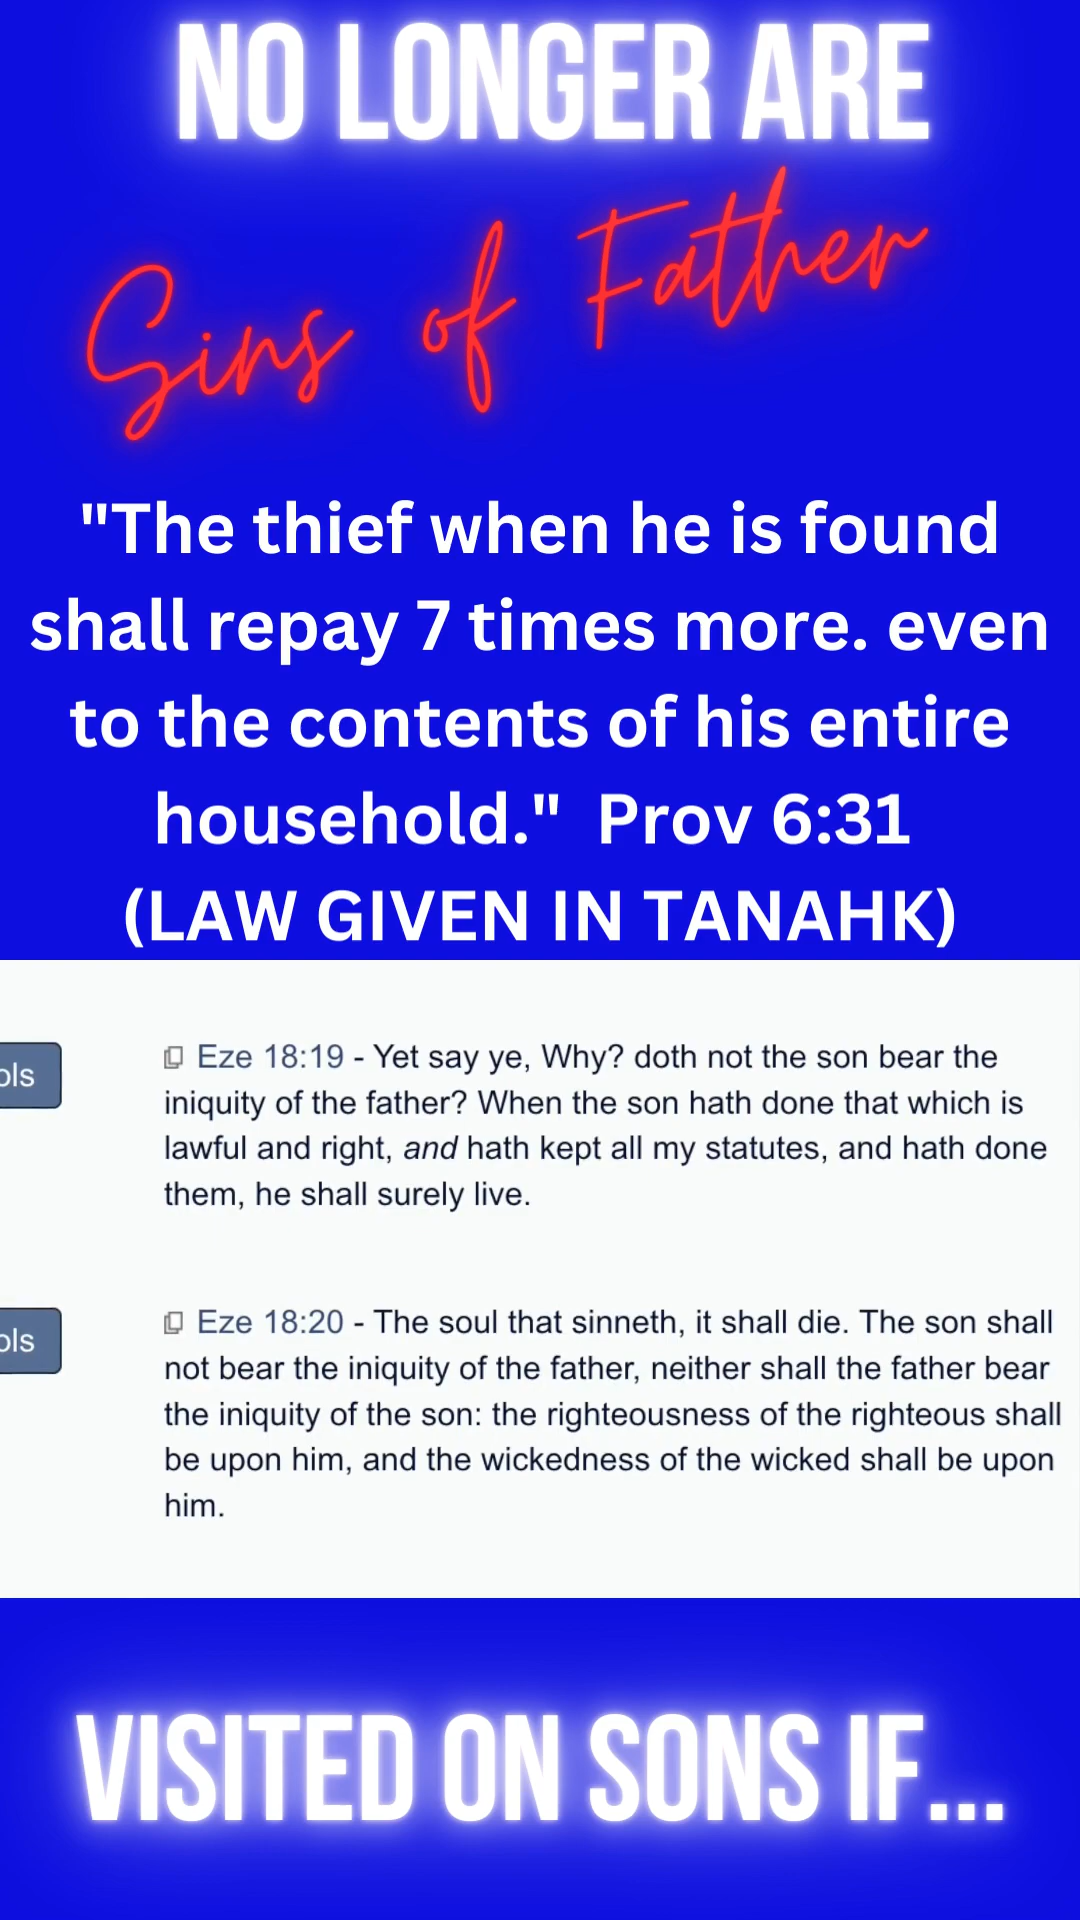 NO LONGER ARE
Sins of Father
"The thief when he is found
shall repay 7 times more. even
to the contents of his entire
household."  Prov 6:31
(LAW GIVEN IN TANAHK)
ols
Eze 18:19 - Yet say ye, Why? doth not the son bear the
iniquity of the father? When the son hath done that which is
lawful and right, and hath kept all my statutes, and hath done
them, he shall surely live.
ols
Eze 18:20 - The soul that sinneth, it shall die. The son shall
not bear the iniquity of the father, neither shall the father bear
the iniquity of the son: the righteousness of the righteous shall
be upon him, and the wickedness of the wicked shall be upon
him.
VISITED ON SONS IF...